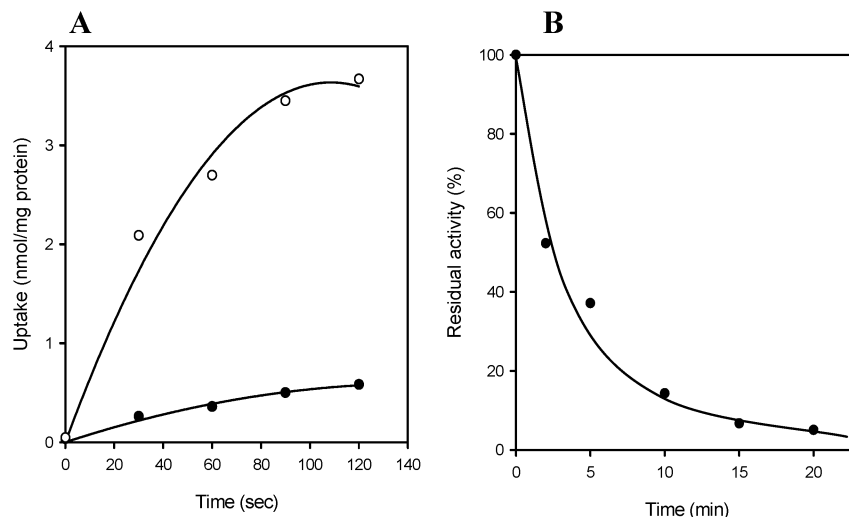 A
4
3
2
1
0
Uptake (nmol/mg protein)
0 20 40 60 80 100 120 140
Time (sec)
B
100
80
60
40
20
0
Residual activity (%)
0 5 10 15 20
Time (min)